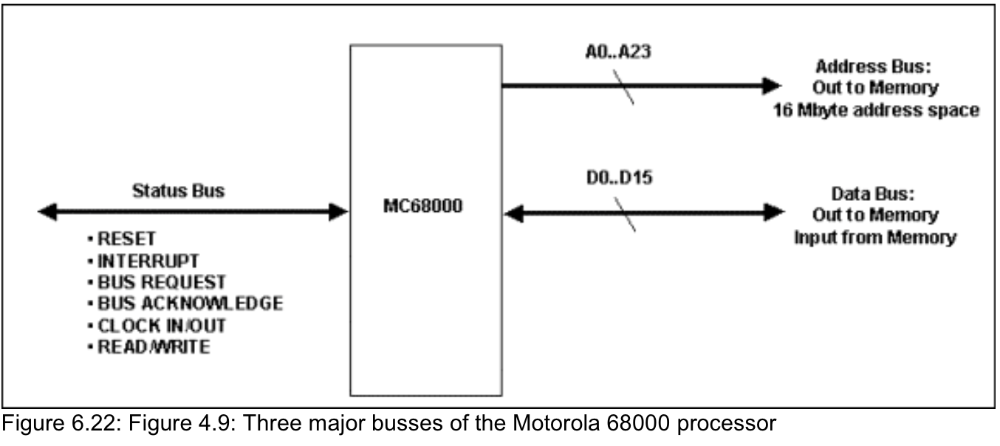 A0..A23
Address Bus:
Out to Memory
16 Mbyte address space
D0..D15
Data Bus:
Out to Memory
Input from Memory
Status Bus
MC68000
• RESET
• INTERRUPT
• BUS REQUEST
• BUS ACKNOWLEDGE
• CLOCK IN/OUT
• READ/WRITE
Figure 6.22: Figure 4.9: Three major busses of the Motorola 68000 processor